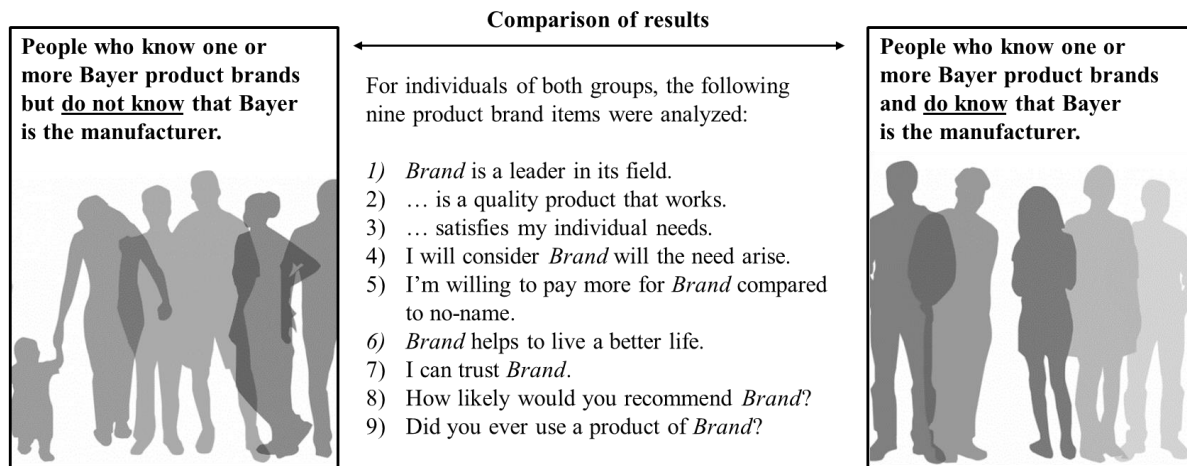 Comparison of results
People who know one or
more Bayer product brands
but do not know that Bayer
is the manufacturer.
For individuals of both groups, the following
nine product brand items were analyzed:
1) Brand is a leader in its field.
2) … is a quality product that works.
3) … satisfies my individual needs.
4) I will consider Brand will the need arise.
5) I’m willing to pay more for Brand compared
to no-name.
6) Brand helps to live a better life.
7) I can trust Brand.
8) How likely would you recommend Brand?
9) Did you ever use a product of Brand?
People who know one or
more Bayer product brands
and do know that Bayer
is the manufacturer.